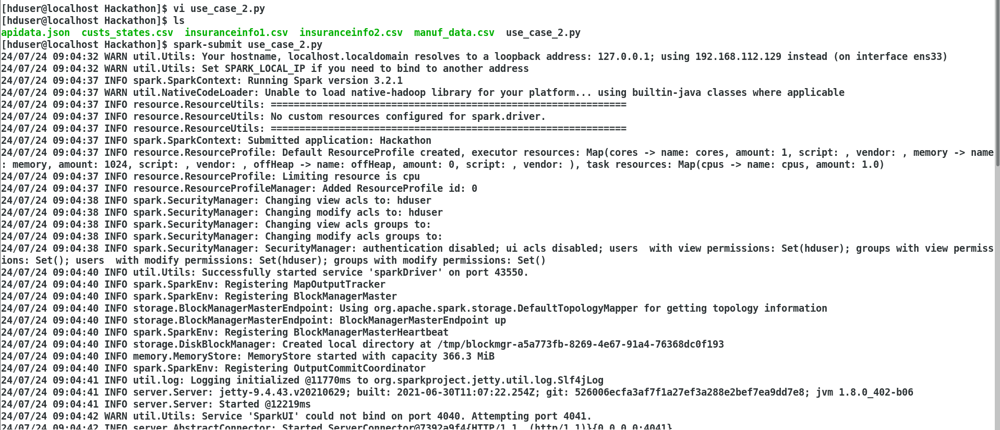 [hduser@localhost Hackathon]$ vi use_case_2.py
[hduser@localhost Hackathon]$ ls
apidata.json  custs_states.csv  insuranceinfo1.csv  insuranceinfo2.csv  manuf_data.csv  use_case_2.py
[hduser@localhost Hackathon]$ spark-submit use_case_2.py
24/07/24 09:04:32 WARN util.Utils: Your hostname, localhost.localdomain resolves to a loopback address: 127.0.0.1; using 192.168.112.129 instead (on interface ens33)
24/07/24 09:04:32 WARN util.Utils: Set SPARK_LOCAL_IP if you need to bind to another address
24/07/24 09:04:37 INFO spark.SparkContext: Running Spark version 3.2.1
24/07/24 09:04:37 WARN util.NativeCodeLoader: Unable to load native-hadoop library for your platform... using builtin-java classes where applicable
24/07/24 09:04:37 INFO resource.ResourceUtils: ==============================================================
24/07/24 09:04:37 INFO resource.ResourceUtils: No custom resources configured for spark.driver.
24/07/24 09:04:37 INFO resource.ResourceUtils: ==============================================================
24/07/24 09:04:37 INFO spark.SparkContext: Submitted application: Hackathon
24/07/24 09:04:37 INFO resource.ResourceProfile: Default ResourceProfile created, executor resources: Map(cores -> name: cores, amount: 1, script: , vendor: , memory -> name
: memory, amount: 1024, script: , vendor: , offHeap -> name: offHeap, amount: 0, script: , vendor: ), task resources: Map(cpus -> name: cpus, amount: 1.0)
24/07/24 09:04:37 INFO resource.ResourceProfile: Limiting resource is cpu
24/07/24 09:04:37 INFO resource.ResourceProfileManager: Added ResourceProfile id: 0
24/07/24 09:04:38 INFO spark.SecurityManager: Changing view acls to: hduser
24/07/24 09:04:38 INFO spark.SecurityManager: Changing modify acls to: hduser
24/07/24 09:04:38 INFO spark.SecurityManager: Changing view acls groups to:
24/07/24 09:04:38 INFO spark.SecurityManager: Changing modify acls groups to:
24/07/24 09:04:38 INFO spark.SecurityManager: SecurityManager: authentication disabled; ui acls disabled; users  with view permissions: Set(hduser); groups with view permiss
ions: Set(); users  with modify permissions: Set(hduser); groups with modify permissions: Set()
24/07/24 09:04:40 INFO util.Utils: Successfully started service 'sparkDriver' on port 43550.
24/07/24 09:04:40 INFO spark.SparkEnv: Registering MapOutputTracker
24/07/24 09:04:40 INFO spark.SparkEnv: Registering BlockManagerMaster
24/07/24 09:04:40 INFO storage.BlockManagerMasterEndpoint: Using org.apache.spark.storage.DefaultTopologyMapper for getting topology information
24/07/24 09:04:40 INFO storage.BlockManagerMasterEndpoint: BlockManagerMasterEndpoint up
24/07/24 09:04:40 INFO spark.SparkEnv: Registering BlockManagerMasterHeartbeat
24/07/24 09:04:40 INFO storage.DiskBlockManager: Created local directory at /tmp/blockmgr-a5a773fb-8269-4e67-91a4-76368dc0f193
24/07/24 09:04:40 INFO memory.MemoryStore: MemoryStore started with capacity 366.3 MiB
24/07/24 09:04:40 INFO spark.SparkEnv: Registering OutputCommitCoordinator
24/07/24 09:04:41 INFO util.log: Logging initialized @11770ms to org.sparkproject.jetty.util.log.Slf4jLog
24/07/24 09:04:41 INFO server.Server: jetty-9.4.43.v20210629; built: 2021-06-30T11:07:22.254Z; git: 526006ecfa3af7f1a27ef3a288e2bef7ea9dd7e8; jvm 1.8.0_402-b06
24/07/24 09:04:41 INFO server.Server: Started @12219ms
24/07/24 09:04:42 WARN util.Utils: Service 'SparkUI' could not bind on port 4040. Attempting port 4041.
24/07/24 09:04:42 INFO server.AbstractConnector: Started ServerConnector@7392a9f4{HTTP/1.1, (http/1.1)}{0.0.0.0:4041}